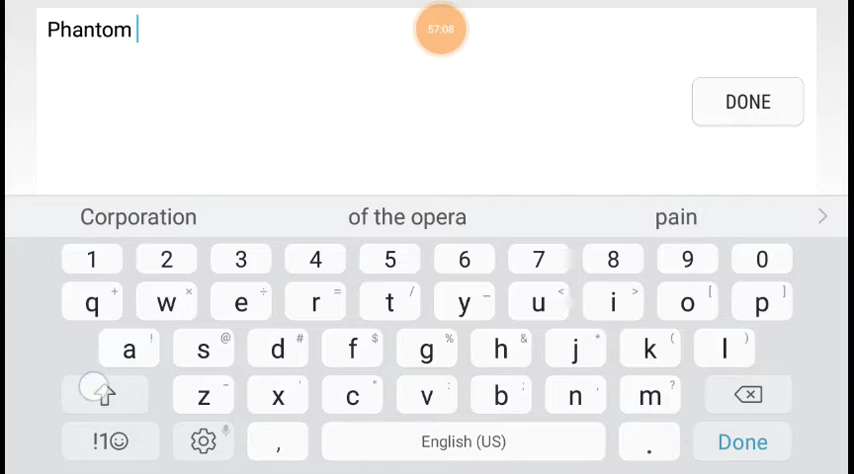 Phantom
57:08
DONE
Corporation of the opera pain >
1 2 3 4 5 6 7 8 9 0
q + w × e ÷ r = t / y _ u < i > o [ p ]
a ! s @ d # f $ g % h & j * k ( l )
z - x ' c " v : b ; n , m ?
!1☺ , English (US) . Done